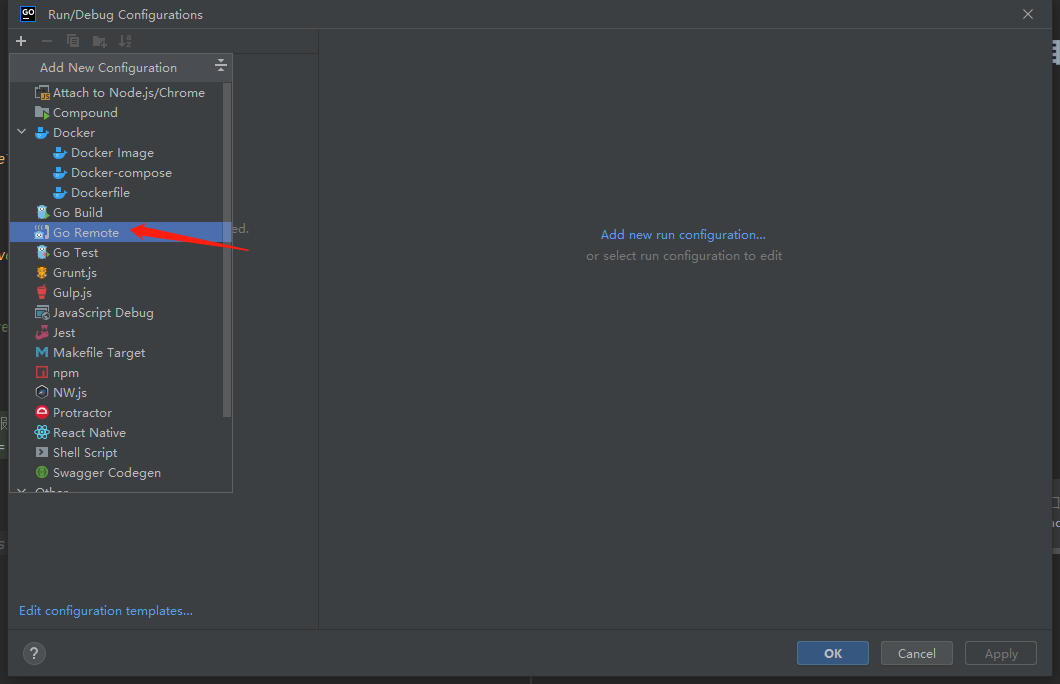 GO Run/Debug Configurations
Add New Configuration
Attach to Node.js/Chrome
Compound
Docker
Docker Image
Docker-compose
Dockerfile
Go Build
Go Remote
ed.
Go Test
Grunt.js
Gulp.js
JavaScript Debug
Jest
Makefile Target
npm
NW.js
Protractor
React Native
Shell Script
Swagger Codegen
Other
Add new run configuration...
or select run configuration to edit
Edit configuration templates...
?
OK
Cancel
Apply